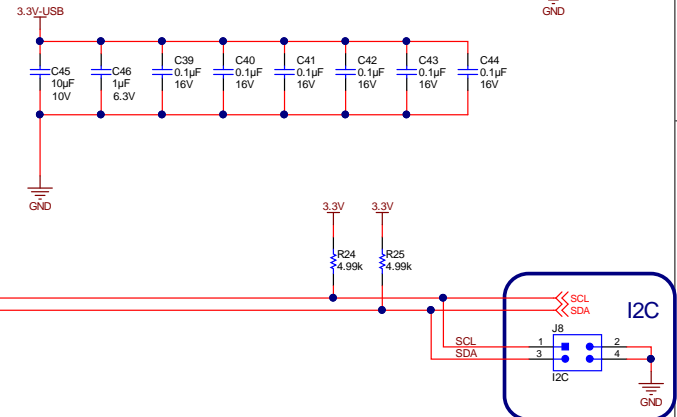 3.3V-USB
GND
C45
10µF
10V
C46
1µF
6.3V
C39
0.1µF
16V
C40
0.1µF
16V
C41
0.1µF
16V
C42
0.1µF
16V
C43
0.1µF
16V
C44
0.1µF
16V
GND
3.3V
3.3V
R24
4.99k
R25
4.99k
SCL
SDA
I2C
J8
SCL
1
2
SDA
3
4
I2C
GND